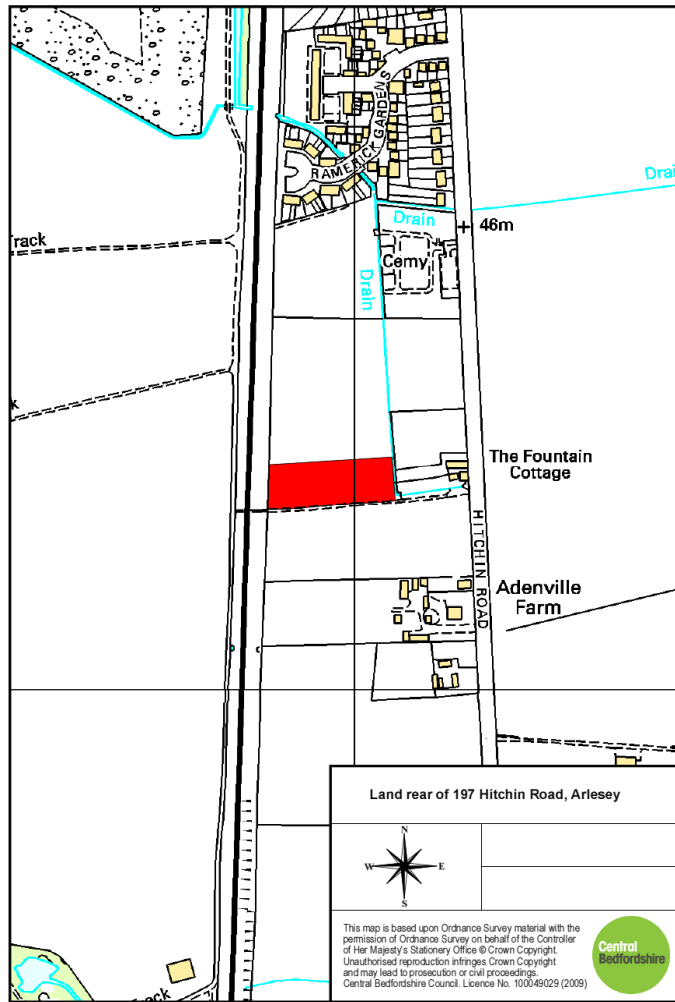 RAMERICK GARDENS
Drai
Drain
46m
Track
Cemy
Drain
k
The Fountain
Cottage
HITCHIN ROAD
Adenville
Farm
Land rear of 197 Hitchin Road, Arlesey
N
W E
S
This map is based upon Ordnance Survey material with the
permission of Ordnance Survey on behalf of the Controller
of Her Majesty's Stationery Office © Crown Copyright.
Unauthorised reproduction infringes Crown Copyright
and may lead to prosecution or civil proceedings.
Central Bedfordshire Council. Licence No. 100049029 (2009)
Central
Bedfordshire
Track